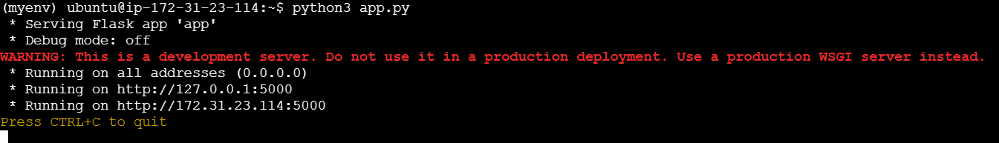 (myenv) ubuntu@ip-172-31-23-114:~$ python3 app.py
 * Serving Flask app 'app'
 * Debug mode: off
WARNING: This is a development server. Do not use it in a production deployment. Use a production WSGI server instead.
 * Running on all addresses (0.0.0.0)
 * Running on http://127.0.0.1:5000
 * Running on http://172.31.23.114:5000
Press CTRL+C to quit